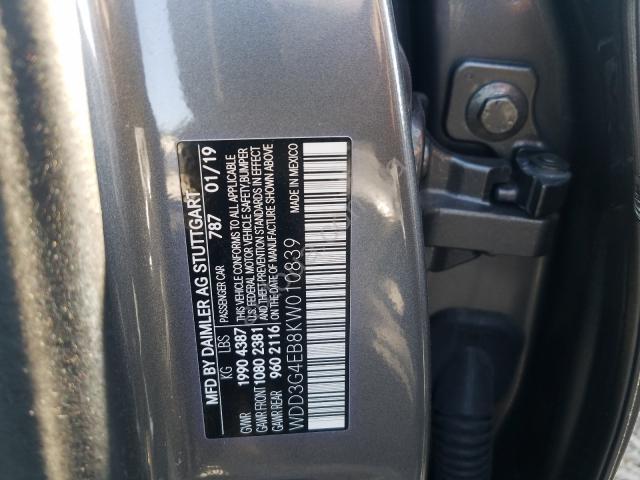 MFD BY DAIMLER AG STUTTGART
PASSENGER CAR 787 01/19
KG LBS
GVWR 1990 4387
GAWR FRONT 1080 2381
GAWR REAR 960 2116
THIS VEHICLE CONFORMS TO ALL APPLICABLE
U.S. FEDERAL MOTOR VEHICLE SAFETY, BUMPER
AND THEFT PREVENTION STANDARDS IN EFFECT
ON THE DATE OF MANUFACTURE SHOWN ABOVE
MADE IN MEXICO
WDD3G4EB8KW010839